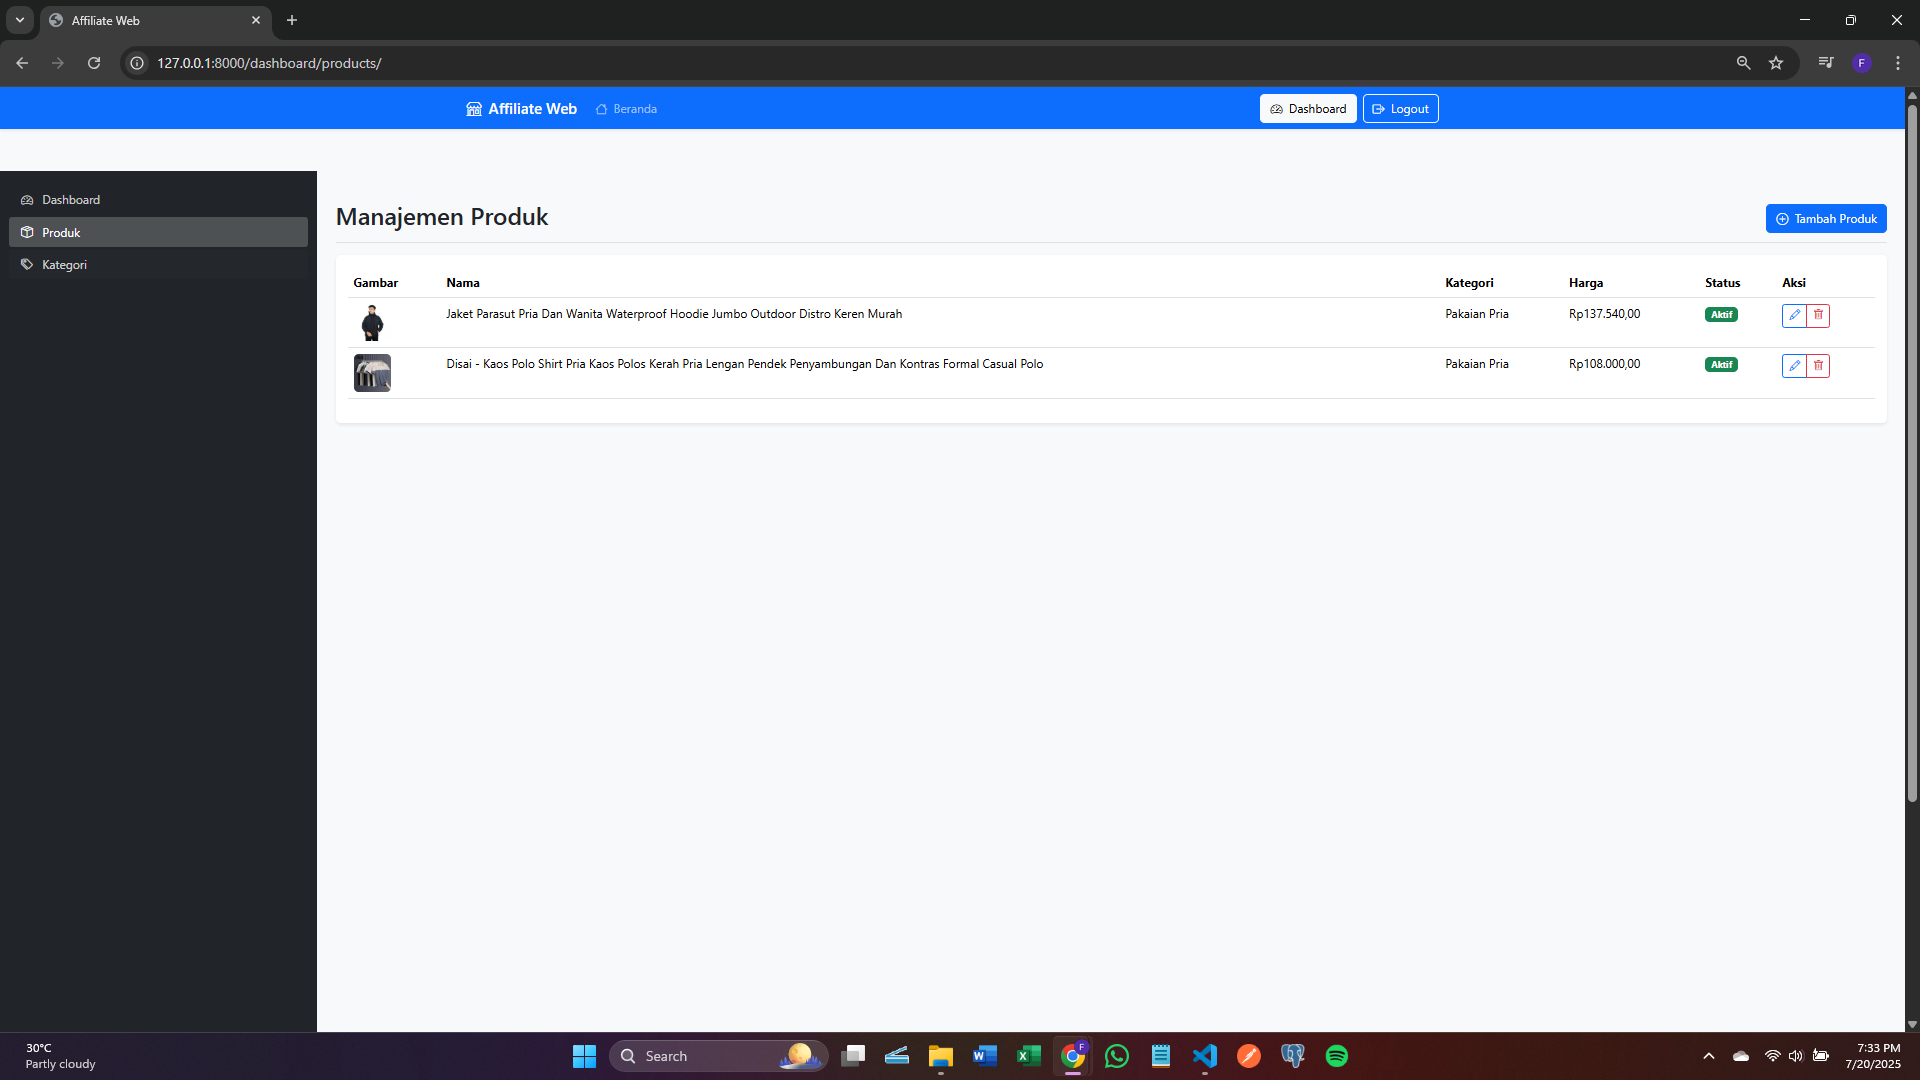 Affiliate Web
127.0.0.1:8000/dashboard/products/
F
Affiliate Web Beranda Dashboard Logout
Dashboard
Produk
Kategori
Manajemen Produk Tambah Produk
Gambar Nama Kategori Harga Status Aksi
Jaket Parasut Pria Dan Wanita Waterproof Hoodie Jumbo Outdoor Distro Keren Murah Pakaian Pria Rp137.540,00 Aktif
Disai - Kaos Polo Shirt Pria Kaos Polos Kerah Pria Lengan Pendek Penyambungan Dan Kontras Formal Casual Polo Pakaian Pria Rp108.000,00 Aktif
30°C
Partly cloudy
Search
F
7:33 PM
7/20/2025